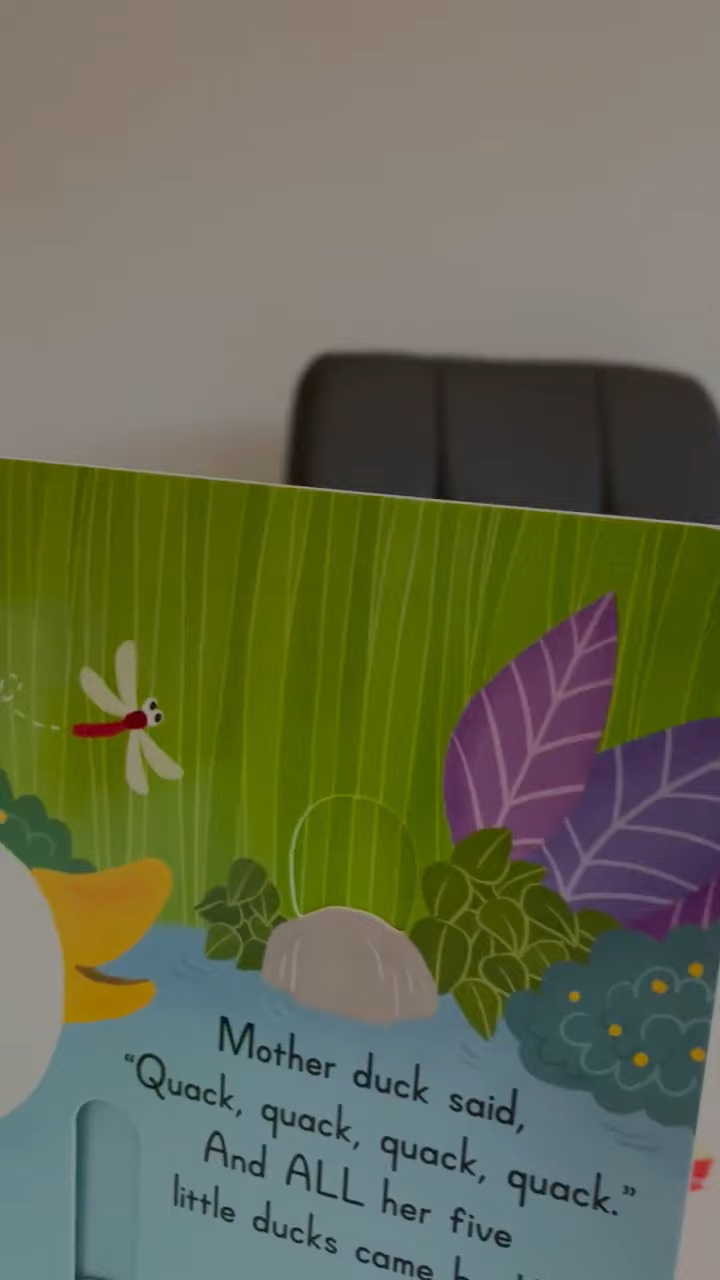 Mother duck said,
“Quack, quack, quack, quack.”
And ALL her five
little ducks came